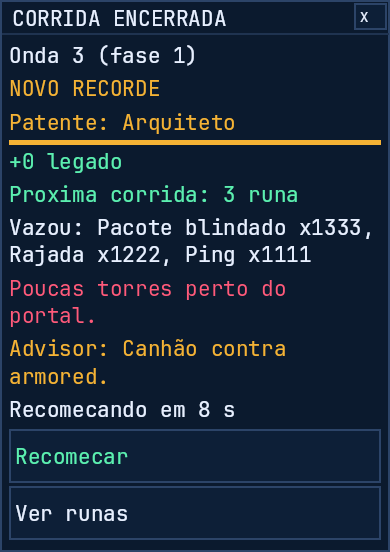 CORRIDA ENCERRADA
x
Onda 3 (fase 1)
NOVO RECORDE
Patente: Arquiteto
+0 legado
Proxima corrida: 3 runa
Vazou: Pacote blindado x1333,
Rajada x1222, Ping x1111
Poucas torres perto do
portal.
Advisor: Canhão contra
armored.
Recomecando em 8 s
Recomecar
Ver runas